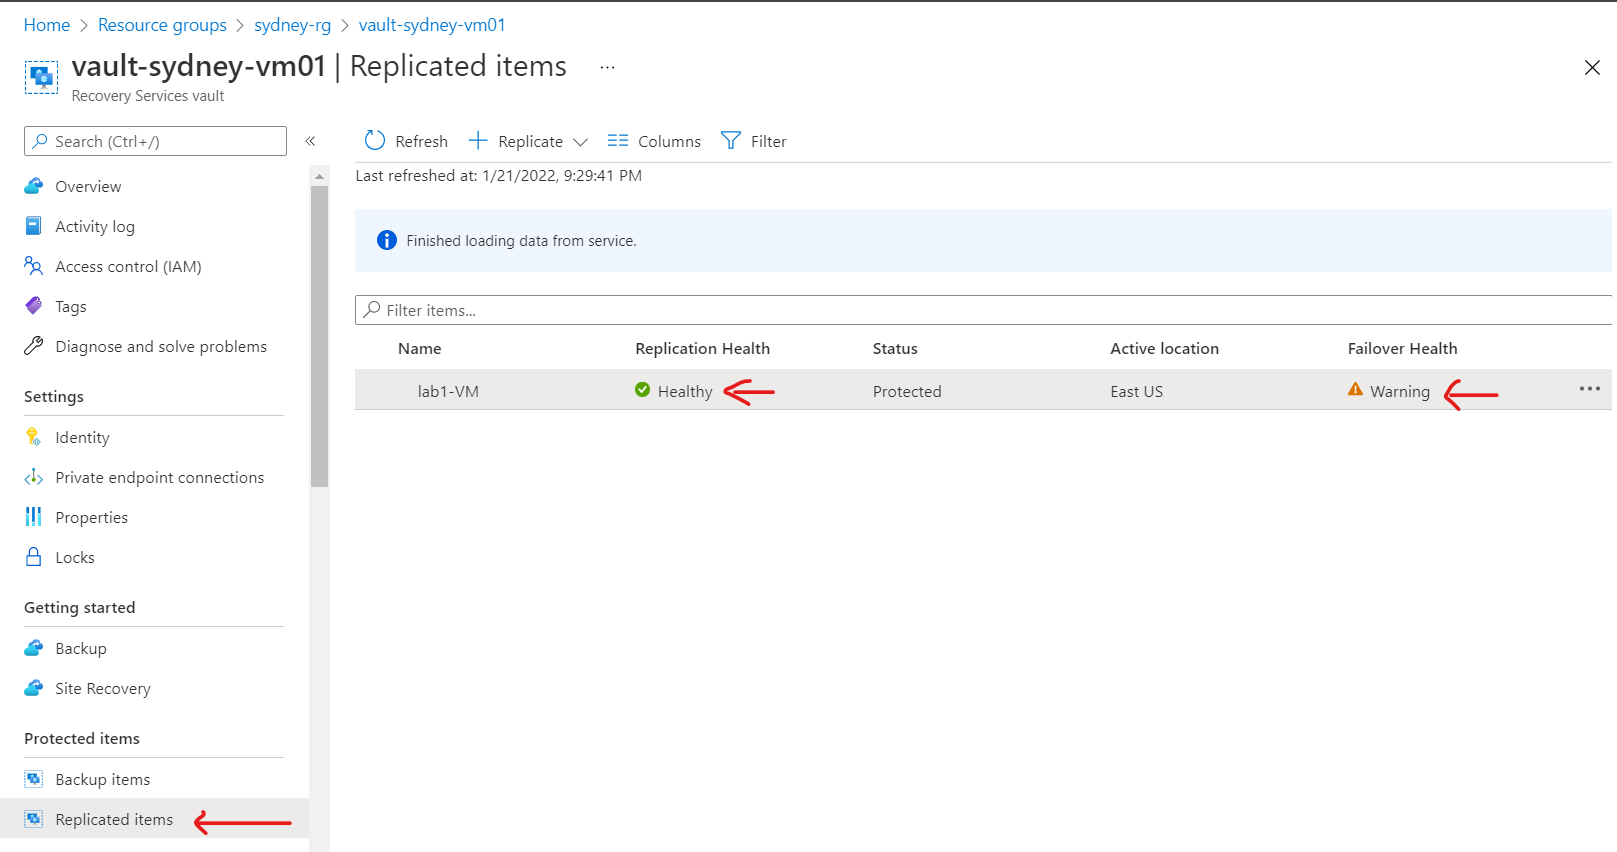 Home > Resource groups > sydney-rg > vault-sydney-vm01
vault-sydney-vm01 | Replicated items ...
Recovery Services vault
Search (Ctrl+/)
«
Overview
Activity log
Access control (IAM)
Tags
Diagnose and solve problems
Settings
Identity
Private endpoint connections
Properties
Locks
Getting started
Backup
Site Recovery
Protected items
Backup items
Replicated items
Refresh Replicate Columns Filter
Last refreshed at: 1/21/2022, 9:29:41 PM
Finished loading data from service.
Filter items...
Name Replication Health Status Active location Failover Health
lab1-VM Healthy Protected East US Warning ...